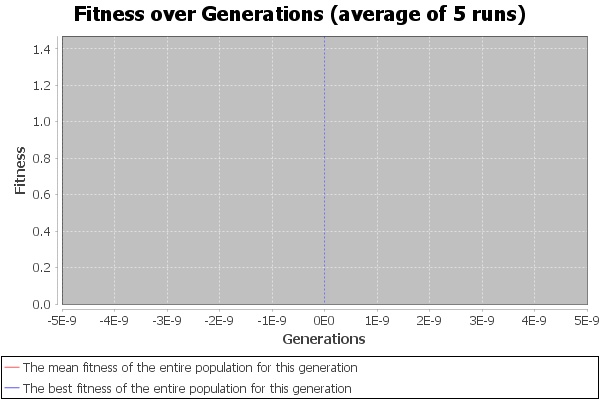 Fitness over Generations (average of 5 runs)
1.4
1.2
1.0
0.8
0.6
0.4
0.2
0.0
Fitness
-5E-9 -4E-9 -3E-9 -2E-9 -1E-9 0E0 1E-9 2E-9 3E-9 4E-9 5E-9
Generations
The mean fitness of the entire population for this generation
The best fitness of the entire population for this generation